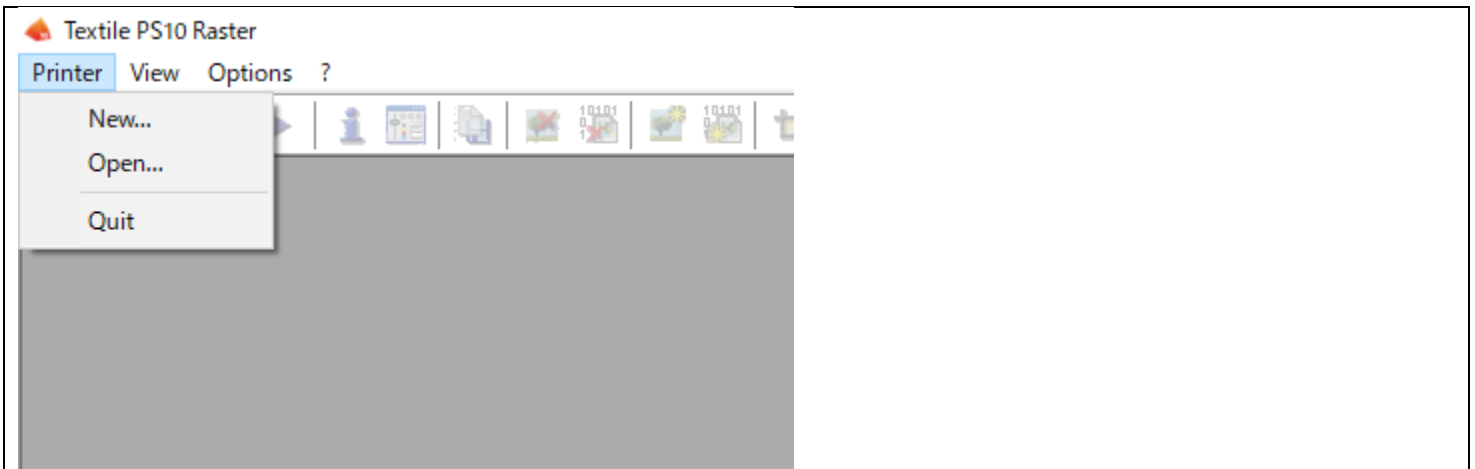 Textile PS10 Raster
Printer View Options ?
New...
Open...
Quit